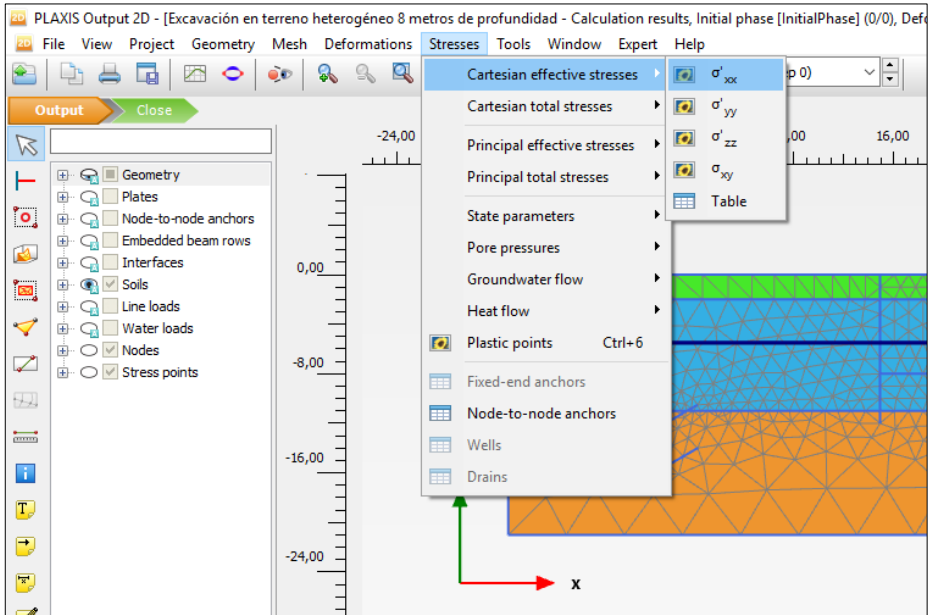 PLAXIS Output 2D - [Excavación en terreno heterogéneo 8 metros de profundidad - Calculation results, Initial phase [InitialPhase] (0/0), Defo
File View Project Geometry Mesh Deformations Stresses Tools Window Expert Help
Output Close
Cartesian effective stresses
Cartesian total stresses
Principal effective stresses
Principal total stresses
State parameters
Pore pressures
Groundwater flow
Heat flow
Plastic points Ctrl+6
Fixed-end anchors
Node-to-node anchors
Wells
Drains
σ'xx
σ'yy
σ'zz
σxy
Table
0)
Geometry
Plates
Node-to-node anchors
Embedded beam rows
Interfaces
Soils
Line loads
Water loads
Nodes
Stress points
-24,00
,00
16,00
0,00
-8,00
-16,00
-24,00
x